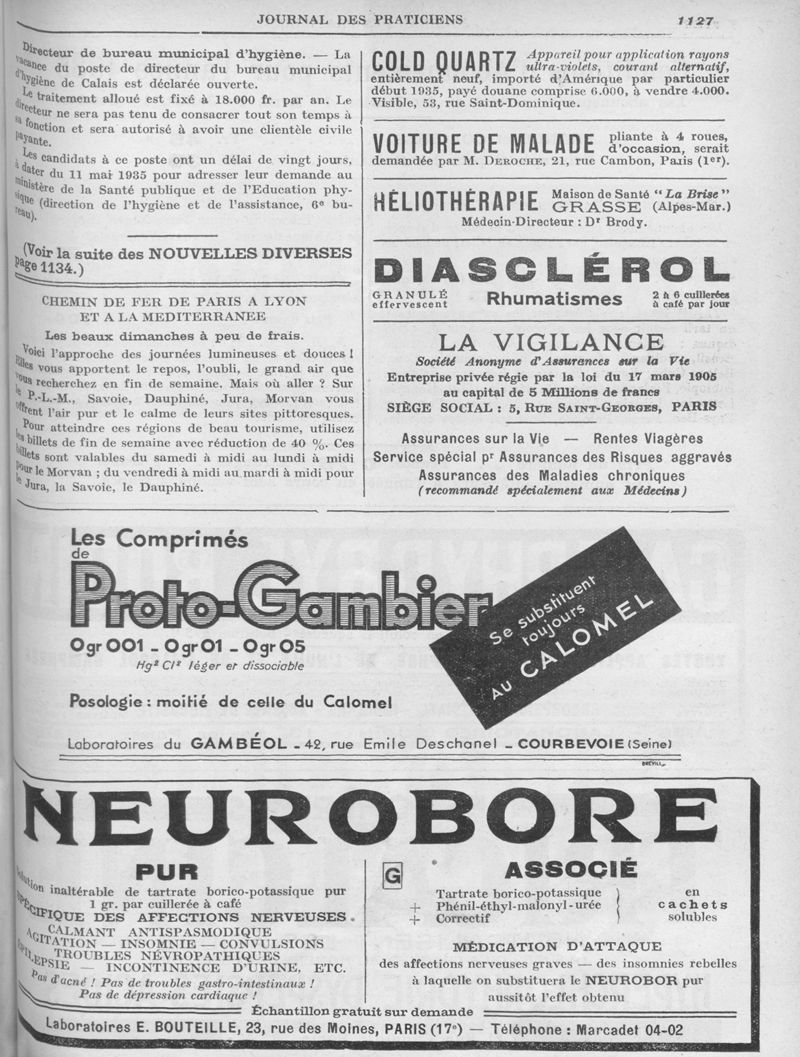 JOURNAL DES PRATICIENS 1127
Directeur de bureau municipal d'hygiène. — La
vacance du poste de directeur du bureau municipal
d'hygiène de Calais est déclarée ouverte.
Le traitement alloué est fixé à 18.000 fr. par an. Le
directeur ne sera pas tenu de consacrer tout son temps à
sa fonction et sera autorisé à avoir une clientèle civile
payante.
Les candidats à ce poste ont un délai de vingt jours,
à dater du 11 mai 1935 pour adresser leur demande au
ministère de la Santé publique et de l'Education phy-
sique (direction de l'hygiène et de l'assistance, 6e bu-
reau).
(Voir la suite des NOUVELLES DIVERSES
page 1134.)
CHEMIN DE FER DE PARIS A LYON
ET A LA MEDITERRANEE
Les beaux dimanches à peu de frais.
Voici l'approche des journées lumineuses et douces !
Elles vous apportent le repos, l'oubli, le grand air que
vous recherchez en fin de semaine. Mais où aller ? Sur
le P.-L.-M., Savoie, Dauphiné, Jura, Morvan vous
offrent l'air pur et le calme de leurs sites pittoresques.
Pour atteindre ces régions de beau tourisme, utilisez
les billets de fin de semaine avec réduction de 40 %. Ces
billets sont valables du samedi à midi au lundi à midi
pour le Morvan ; du vendredi à midi au mardi à midi pour
le Jura, la Savoie, le Dauphiné.
COLD QUARTZ Appareil pour application rayons
ultra-violets, courant alternatif,
entièrement neuf, importé d'Amérique par particulier
début 1935, payé douane comprise 6.000, à vendre 4.000.
Visible, 53, rue Saint-Dominique.
VOITURE DE MALADE pliante à 4 roues,
d'occasion, serait
demandée par M. DEROCHE, 21, rue Cambon, Paris (1er).
HÉLIOTHÉRAPIE Maison de Santé "La Brise"
GRASSE (Alpes-Mar.)
Médecin-Directeur : Dr Brody.
DIASCLÉROL
GRANULÉ
effervescent
Rhumatismes
2 à 6 cuillerées
à café par jour
LA VIGILANCE
Société Anonyme d'Assurances sur la Vie
Entreprise privée régie par la loi du 17 mars 1905
au capital de 5 Millions de francs
SIÈGE SOCIAL : 5, RUE SAINT-GEORGES, PARIS
Assurances sur la Vie — Rentes Viagères
Service spécial pr Assurances des Risques aggravés
Assurances des Maladies chroniques
(recommandé spécialement aux Médecins)
Les Comprimés
de
Proto-Gambier
Se substituent
toujours
AU CALOMEL
0gr001 - 0gr01 - 0gr05
Hg² Cl² léger et dissociable
Posologie : moitié de celle du Calomel
Laboratoires du GAMBÉOL - 42, rue Emile Deschanel - COURBEVOIE (Seine)
NEUROBORE
PUR
Solution inaltérable de tartrate borico-potassique pur
1 gr. par cuillerée à café
SPÉCIFIQUE DES AFFECTIONS NERVEUSES
CALMANT ANTISPASMODIQUE
AGITATION — INSOMNIE — CONVULSIONS
TROUBLES NÉVROPATHIQUES
ÉPILEPSIE — INCONTINENCE D'URINE, ETC.
Pas d'acné ! Pas de troubles gastro-intestinaux !
Pas de dépression cardiaque !
G
ASSOCIÉ
Tartrate borico-potassique
+ Phénil-éthyl-malonyl-urée
+ Correctif
en
cachets
solubles
MÉDICATION D'ATTAQUE
des affections nerveuses graves — des insomnies rebelles
à laquelle on substituera le NEUROBOR pur
aussitôt l'effet obtenu
Échantillon gratuit sur demande
Laboratoires E. BOUTEILLE, 23, rue des Moines, PARIS (17e) — Téléphone : Marcadet 04-02